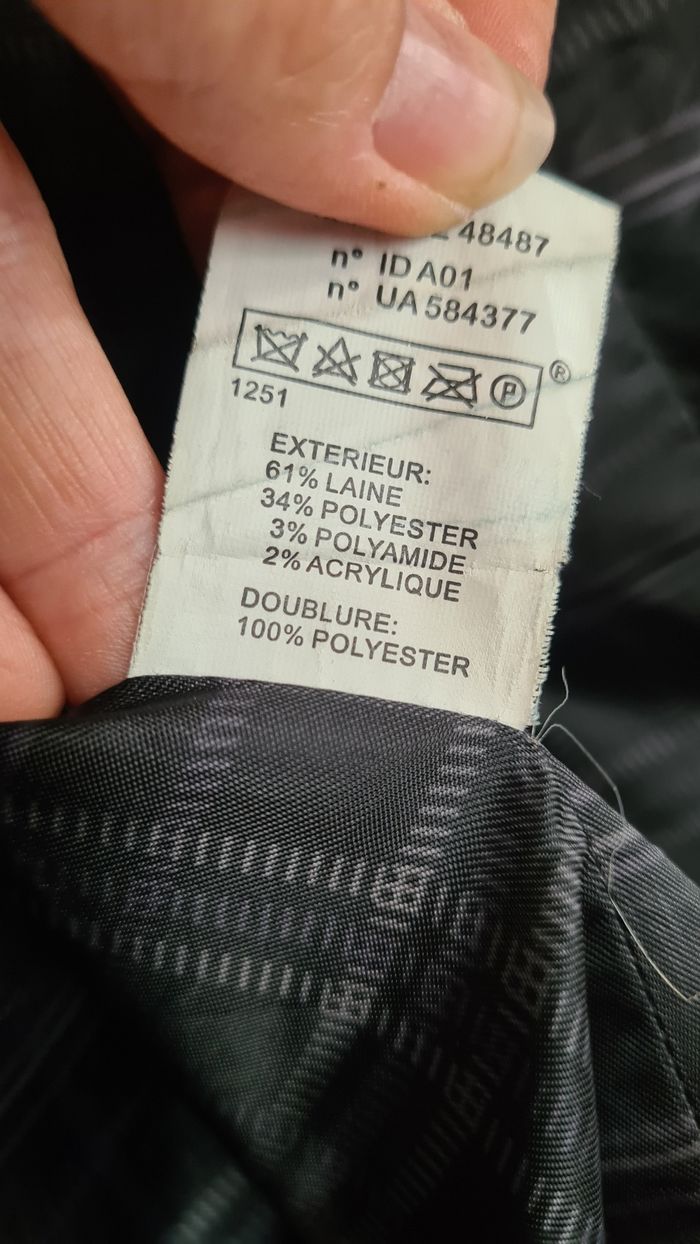 48487
n° ID A01
n° UA 584377
P ®
1251
EXTERIEUR:
61% LAINE
34% POLYESTER
3% POLYAMIDE
2% ACRYLIQUE
DOUBLURE:
100% POLYESTER